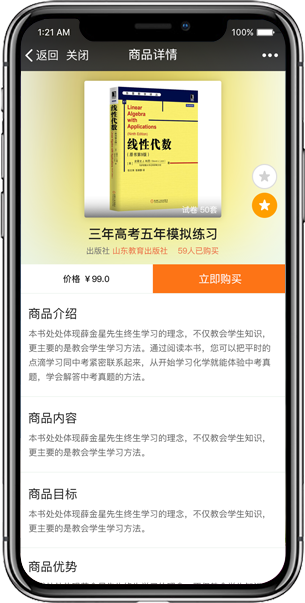 1:21 AM
100%
返回 关闭 商品详情
Linear
Algebra
with
Applications
线性代数
试卷 50套
三年高考五年模拟练习
出版社 山东教育出版社 59人已购买
价格 ￥99.0
立即购买
商品介绍
本书处处体现薛金星先生终生学习的理念，不仅教会学生知识，
更主要的是教会学生学习方法。通过阅读本书，您可以把平时的
点滴学习同中考紧密联系起来，从开始学习化学就能体验中考真
题，学会解答中考真题的方法。
商品内容
本书处处体现薛金星先生终生学习的理念，不仅教会学生知识，
更主要的是教会学生学习方法。
商品目标
本书处处体现薛金星先生终生学习的理念，不仅教会学生知识，
更主要的是教会学生学习方法。
商品优势